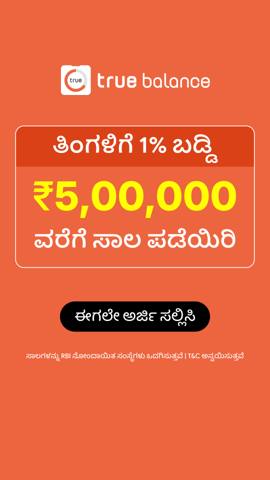 true
true balance
ತಿಂಗಳಿಗೆ 1% ಬಡ್ಡಿ
₹5,00,000
ವರೆಗೆ ಸಾಲ ಪಡೆಯಿರಿ
ಈಗಲೇ ಅರ್ಜಿ ಸಲ್ಲಿಸಿ
ಸಾಲಗಳನ್ನು RBI ನೋಂದಾಯಿತ ಸಂಸ್ಥೆಗಳು ಒದಗಿಸುತ್ತವೆ | T&C ಅನ್ವಯಿಸುತ್ತವೆ